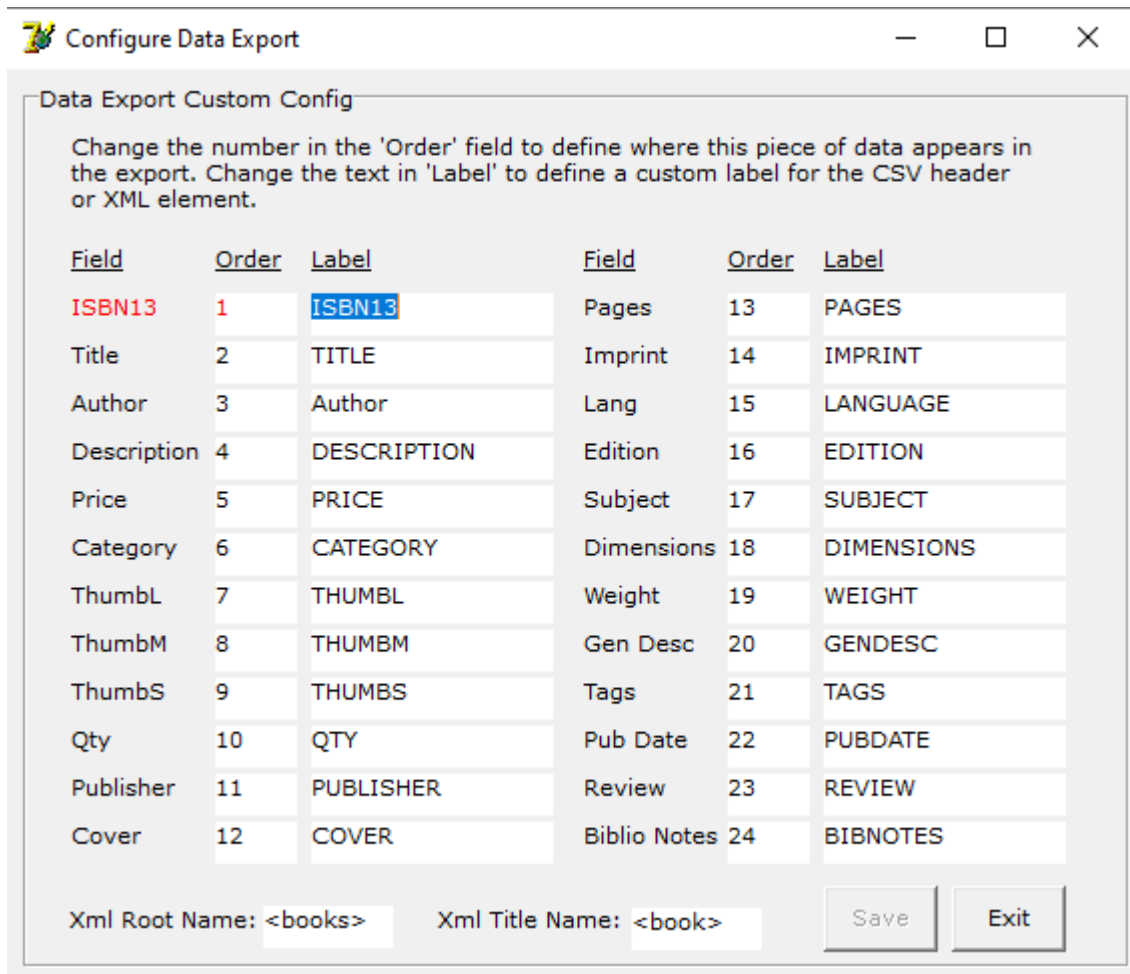 Configure Data Export
Data Export Custom Config
Change the number in the 'Order' field to define where this piece of data appears in
the export. Change the text in 'Label' to define a custom label for the CSV header
or XML element.
Field Order Label Field Order Label
ISBN13 1 ISBN13 Pages 13 PAGES
Title 2 TITLE Imprint 14 IMPRINT
Author 3 Author Lang 15 LANGUAGE
Description 4 DESCRIPTION Edition 16 EDITION
Price 5 PRICE Subject 17 SUBJECT
Category 6 CATEGORY Dimensions 18 DIMENSIONS
ThumbL 7 THUMBL Weight 19 WEIGHT
ThumbM 8 THUMBM Gen Desc 20 GENDESC
ThumbS 9 THUMBS Tags 21 TAGS
Qty 10 QTY Pub Date 22 PUBDATE
Publisher 11 PUBLISHER Review 23 REVIEW
Cover 12 COVER Biblio Notes 24 BIBNOTES
Xml Root Name: <books> Xml Title Name: <book> Save Exit